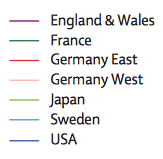 England & Wales
France
Germany East
Germany West
Japan
Sweden
USA